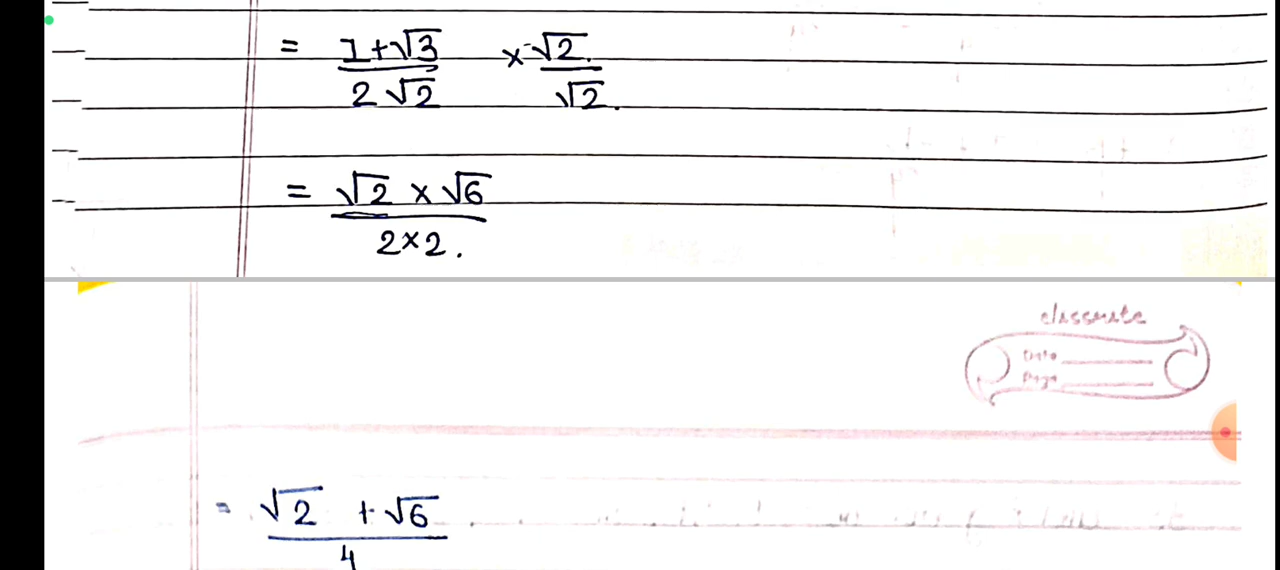 = 1+√3 / 2√2 × √2 / √2.
= √2 × √6 / 2×2.
classmate
Date
Page
= √2 + √6 / 4